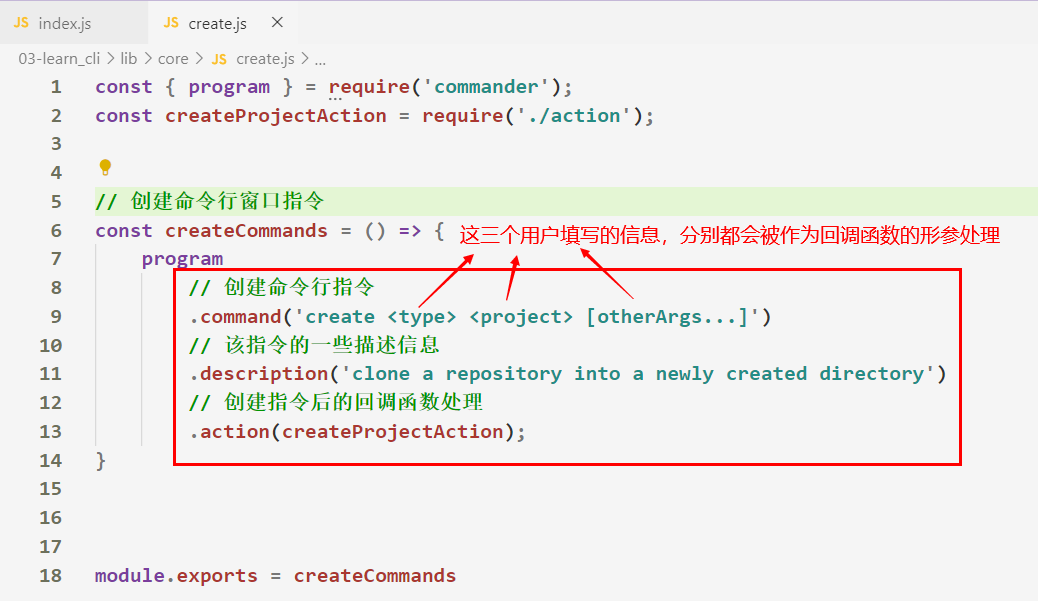 JS index.js JS create.js ×
03-learn_cli > lib > core > JS create.js > ...
1 const { program } = require('commander');
2 const createProjectAction = require('./action');
3
4
5 // 创建命令行窗口指令
6 const createCommands = () => { 这三个用户填写的信息，分别都会被作为回调函数的形参处理
7 program
8 // 创建命令行指令
9 .command('create <type> <project> [otherArgs...]')
10 // 该指令的一些描述信息
11 .description('clone a repository into a newly created directory')
12 // 创建指令后的回调函数处理
13 .action(createProjectAction);
14 }
15
16
17
18 module.exports = createCommands